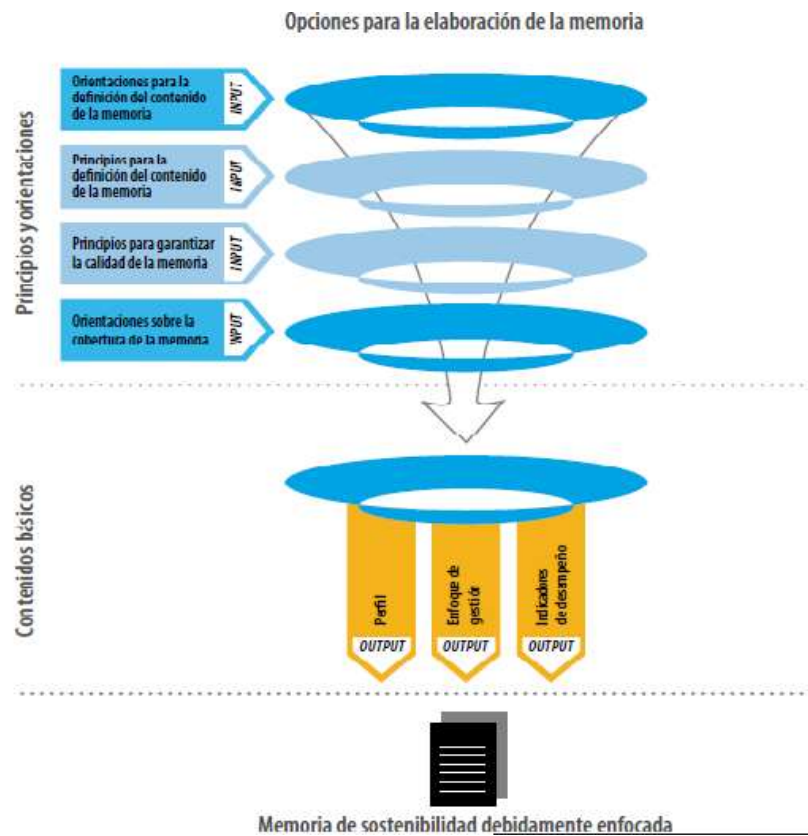 Opciones para la elaboración de la memoria
Principios y orientaciones
Orientaciones para la
definición del contenido
de la memoria
INPUT
Principios para la
definición del contenido
de la memoria
INPUT
Principios para garantizar
la calidad de la memoria
INPUT
Orientaciones sobre la
cobertura de la memoria
INPUT
Contenidos básicos
Perfil
OUTPUT
Enfoque de
gestión
OUTPUT
Indicadores
de desempeño
OUTPUT
Memoria de sostenibilidad debidamente enfocada